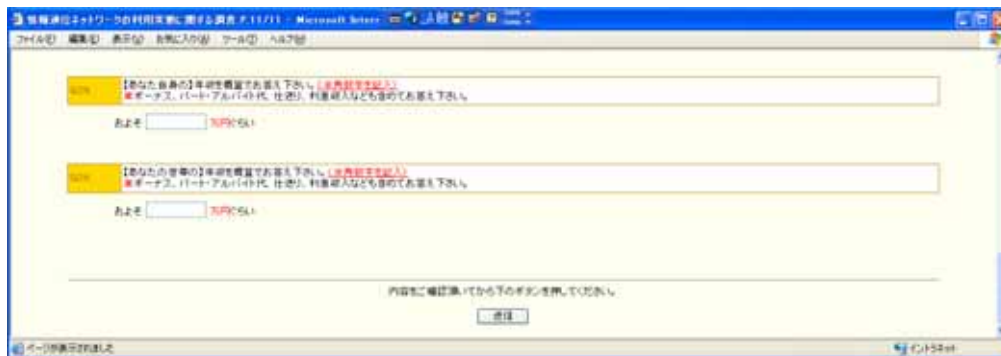 情報通信ネットワークの利用実態に関する調査 P.11/11 - Microsoft Intern
ファイル(F) 編集(E) 表示(V) お気に入り(A) ツール(T) ヘルプ(H)
【あなた自身の】年収を概算でお答え下さい。(半角数字を記入)
※ボーナス、パート・アルバイト代、仕送り、利息収入なども含めてお答え下さい。
およそ 万円ぐらい
【あなたの世帯の】年収を概算でお答え下さい。(半角数字を記入)
※ボーナス、パート・アルバイト代、仕送り、利息収入なども含めてお答え下さい。
およそ 万円ぐらい
内容をご確認頂いてから下のボタンを押してください。
送信
ページが表示されました イントラネット